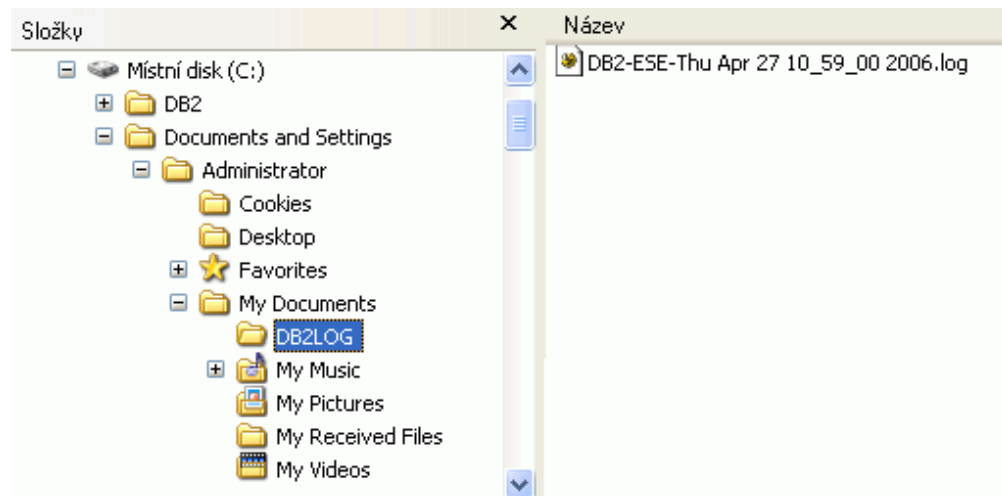 Složky
Místní disk (C:)
DB2
Documents and Settings
Administrator
Cookies
Desktop
Favorites
My Documents
DB2LOG
My Music
My Pictures
My Received Files
My Videos
Název
DB2-ESE-Thu Apr 27 10_59_00 2006.log